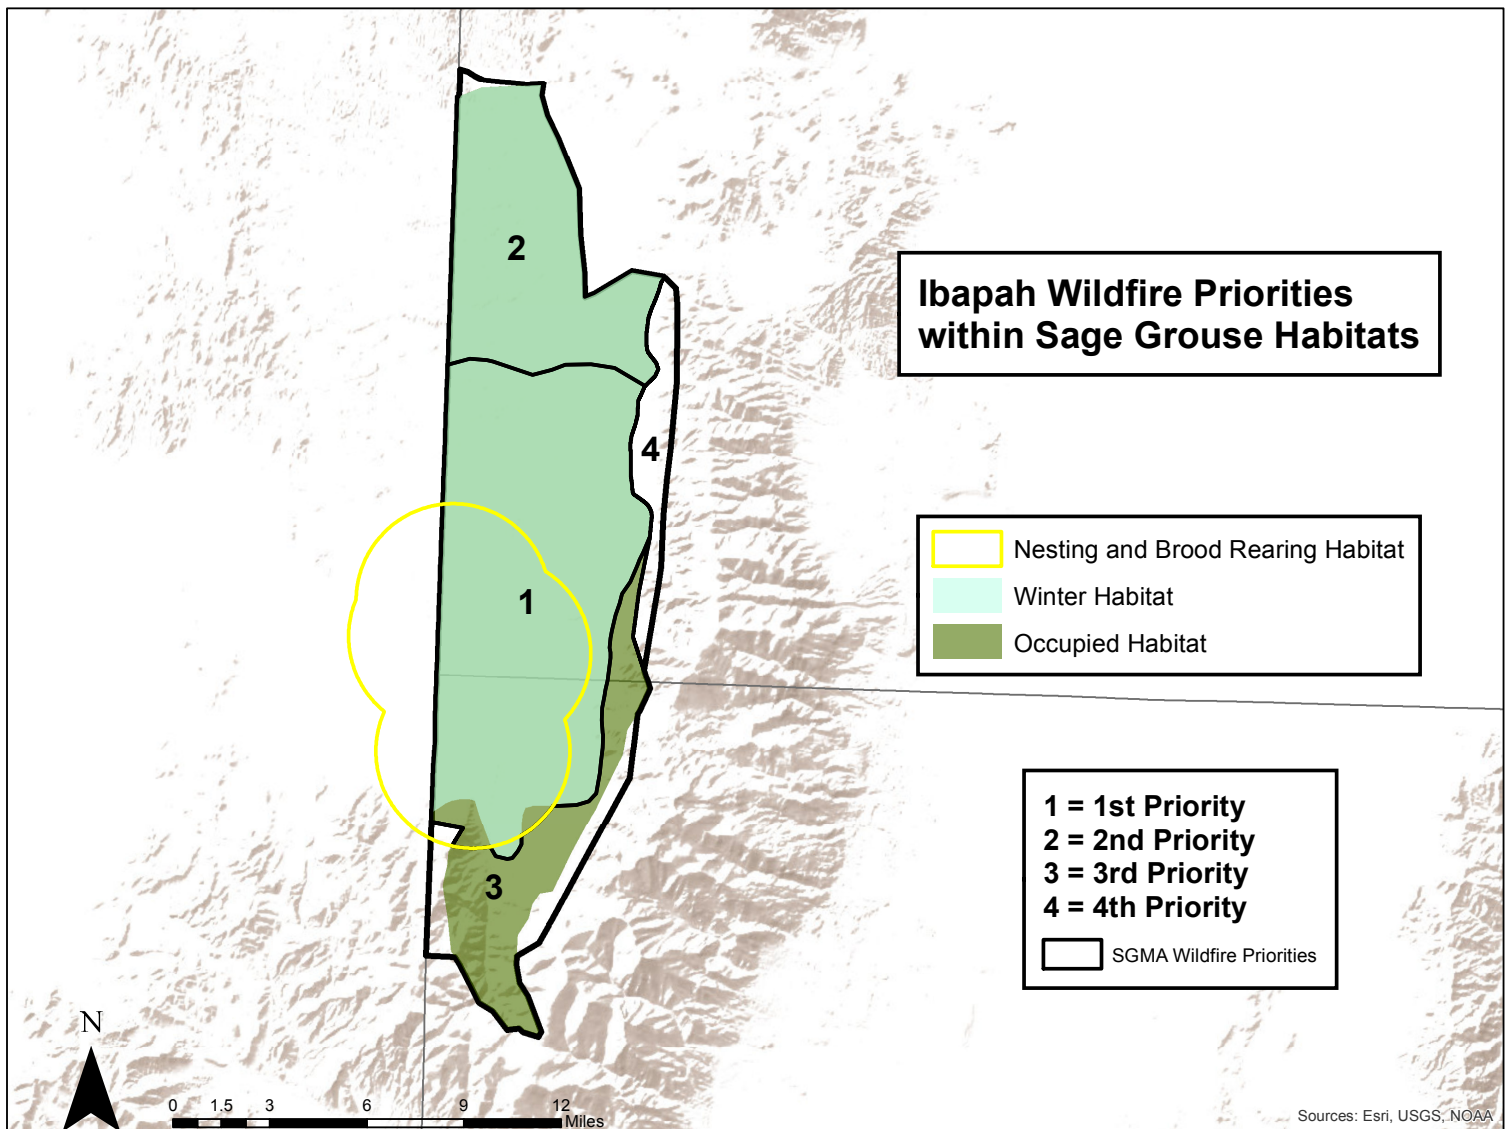 2
Ibapah Wildfire Priorities
within Sage Grouse Habitats
4
Nesting and Brood Rearing Habitat
1
Winter Habitat
Occupied Habitat
1 = 1st Priority
2 = 2nd Priority
3 = 3rd Priority
4 = 4th Priority
3
SGMA Wildfire Priorities
N
0 1.5 3 6 9 12
Miles
Sources: Esri, USGS, NOAA